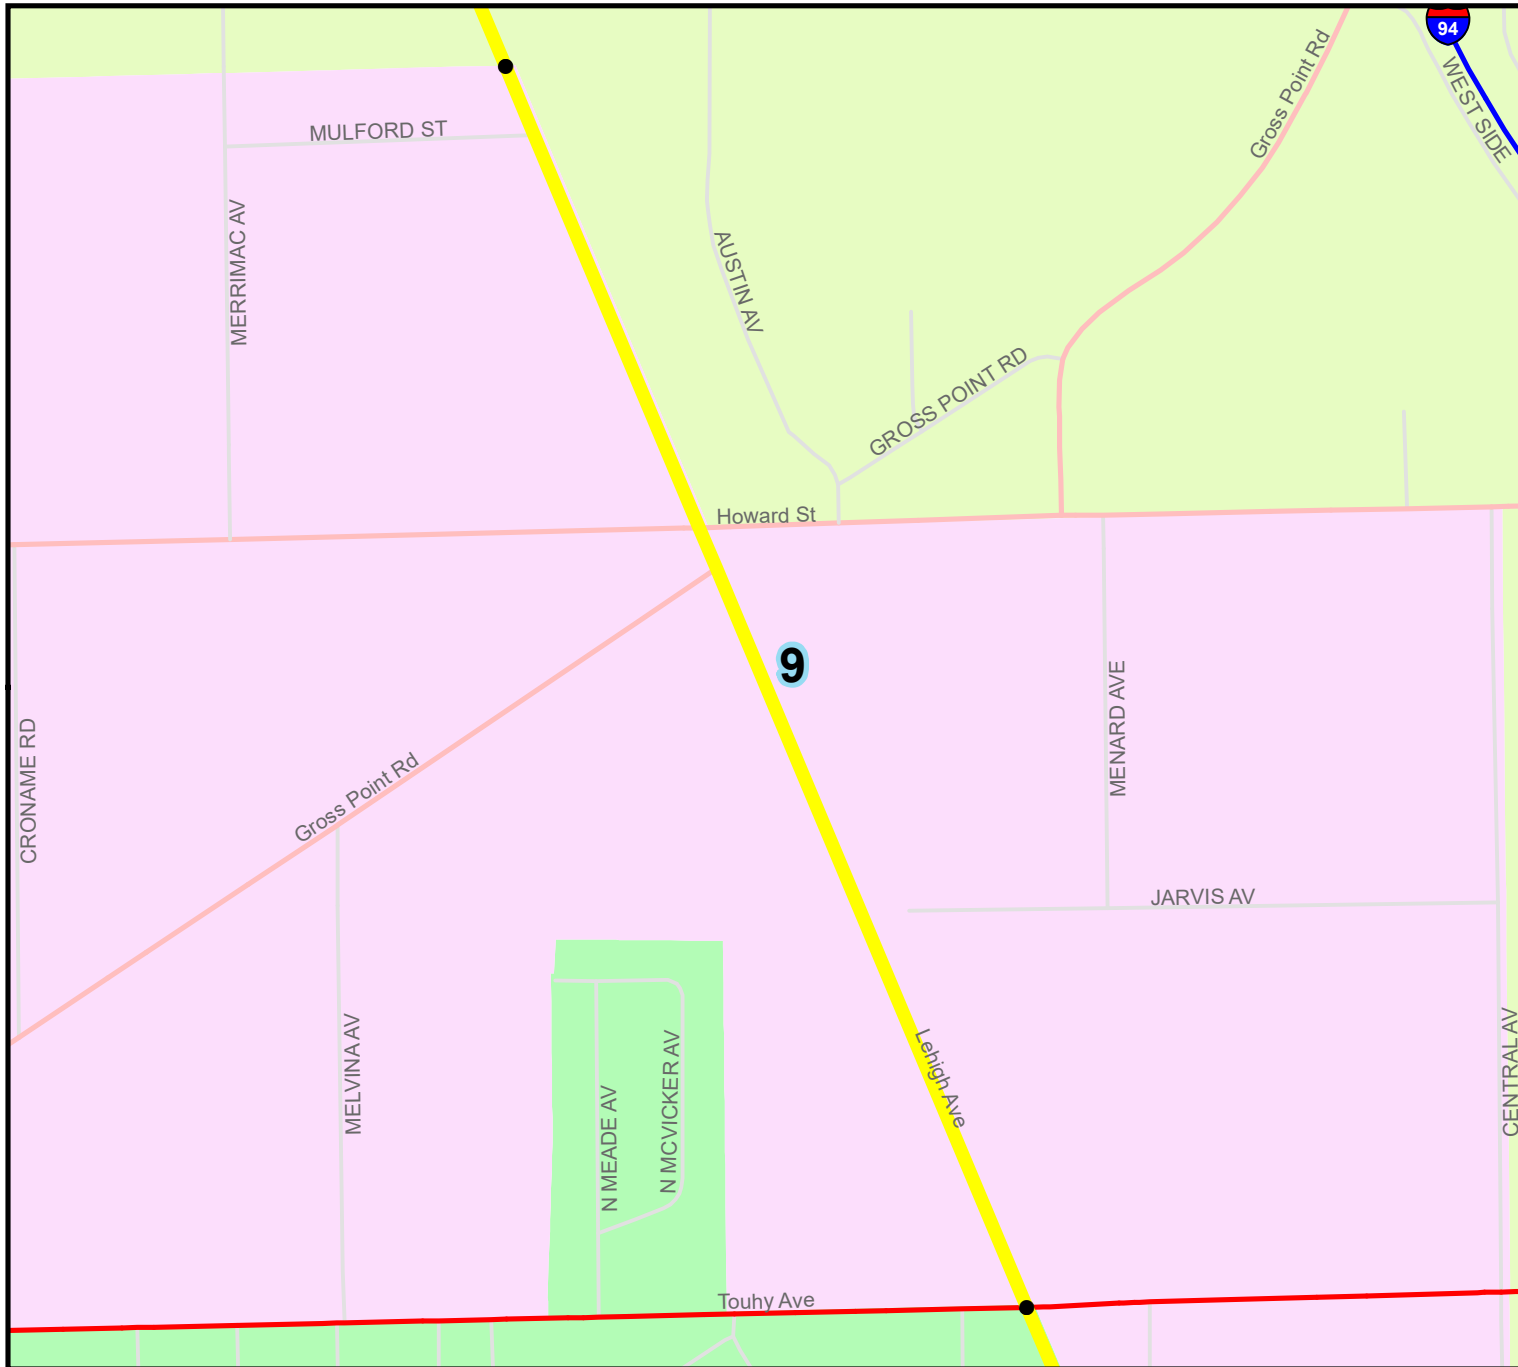 94
Gross Point Rd
WEST SIDE
MULFORD ST
MERRIMAC AV
AUSTIN AV
GROSS POINT RD
Howard St
9
MENARD AVE
CRONAME RD
Gross Point Rd
JARVIS AV
Lehigh Ave
MELVINA AV
N MEADE AV
N MCVICKER AV
CENTRAL AV
Touhy Ave